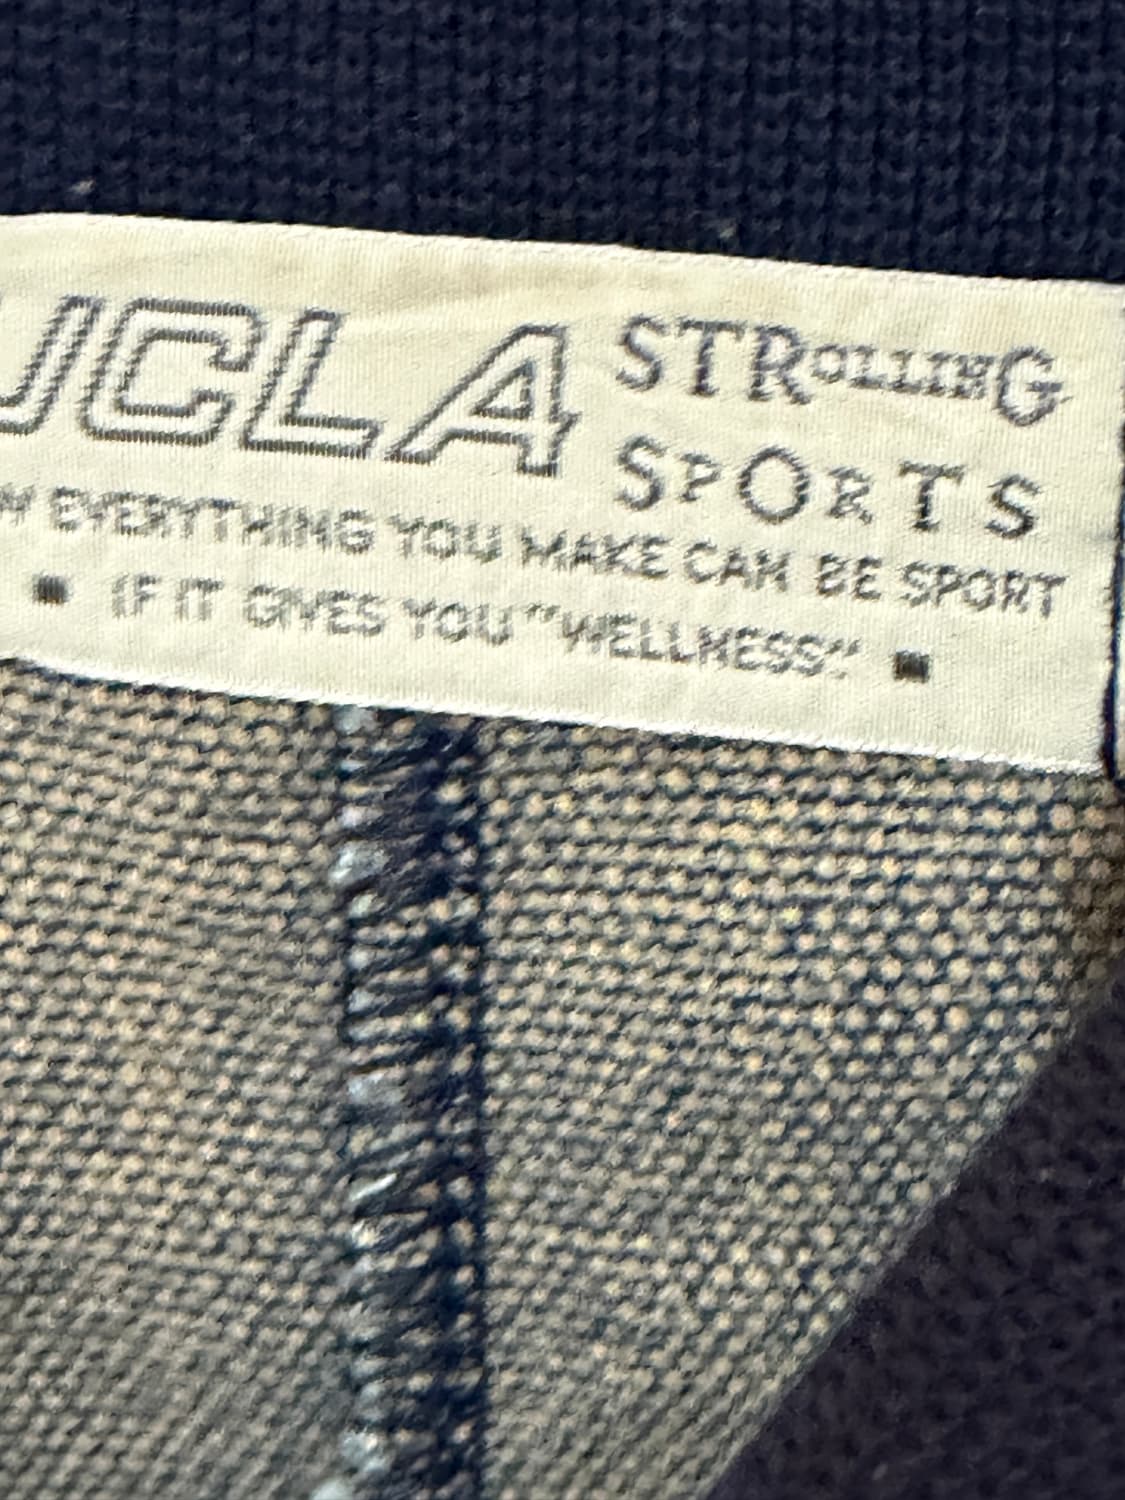 UCLA STROLLING
SPORTS
EVERYTHING YOU MAKE CAN BE SPORT
▪ IF IT GIVES YOU "WELLNESS" ▪